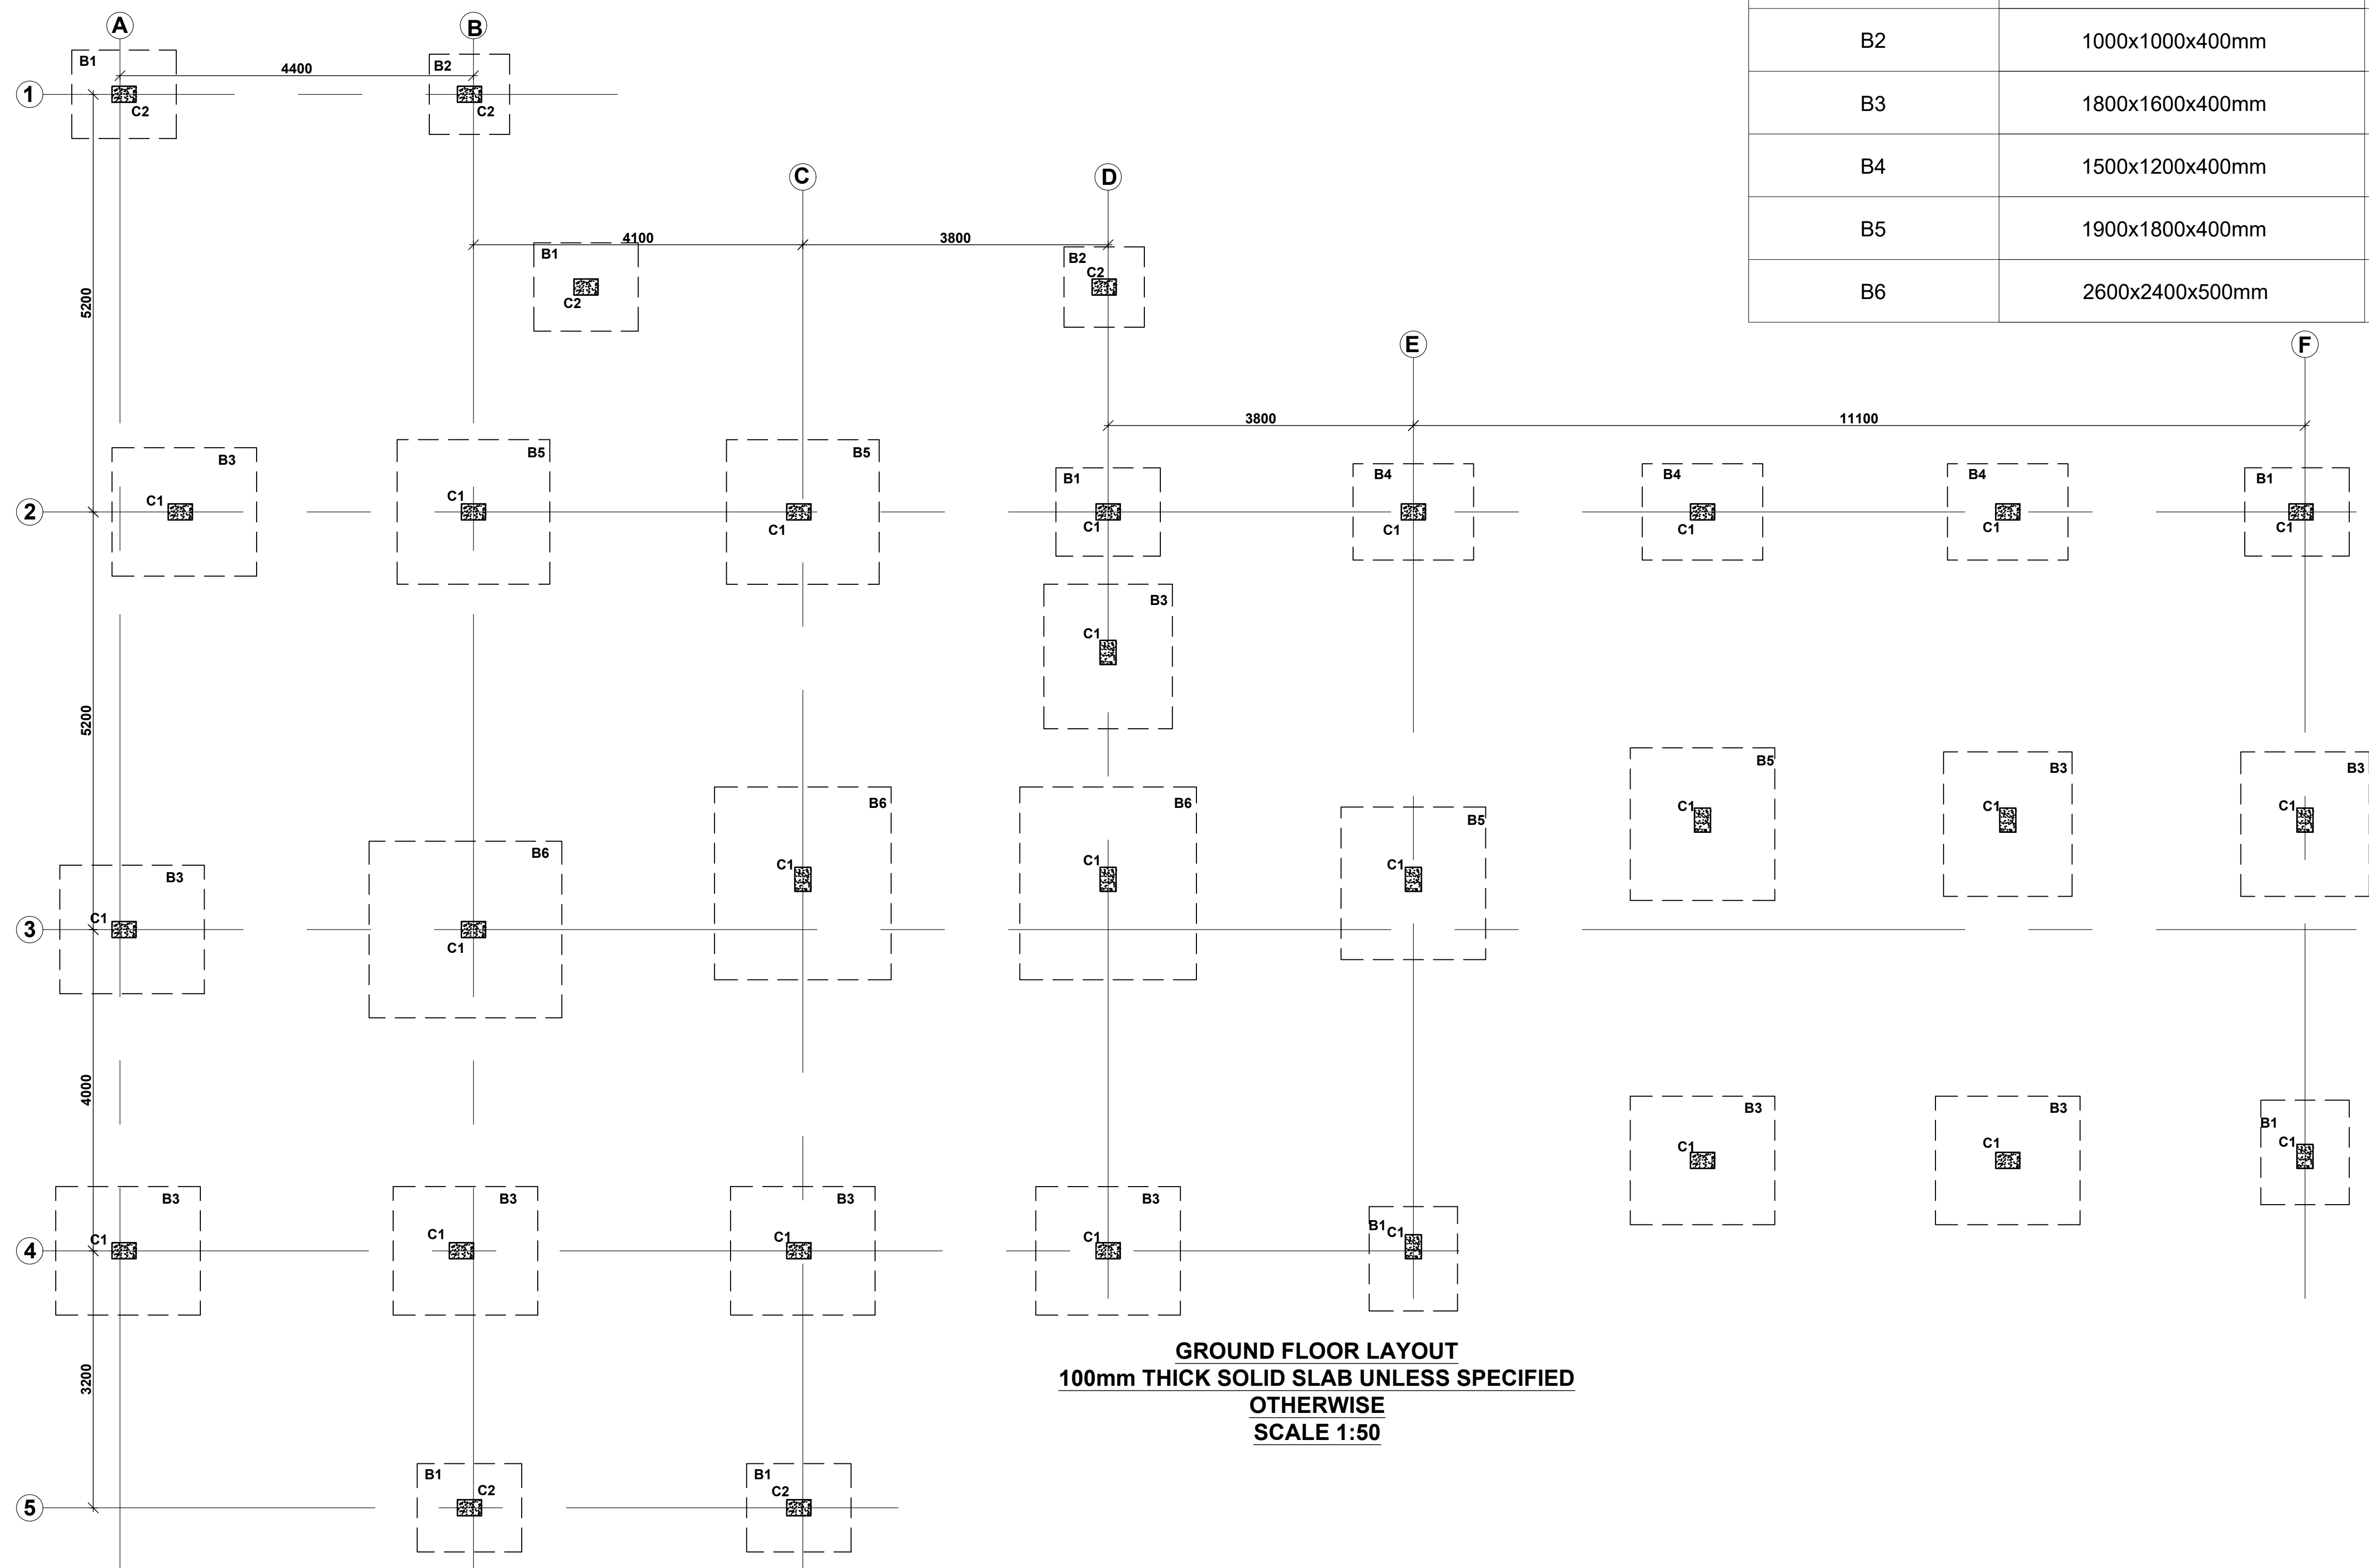 B2 1000x1000x400mm
B3 1800x1600x400mm
B4 1500x1200x400mm
B5 1900x1800x400mm
B6 2600x2400x500mm
A B
B1 4400 B2
1 C2 C2
C D
4100 3800
B1 B2
C2 C2
5200
E F
3800 11100
B3 B5 B5 B1 B4 B4 B4 B1
2 C1 C1 C1 C1 C1 C1 C1 C1
B3
C1
5200
B5 B3 B3
C1 C1 C1
B6 B6 B5
C1 C1 C1
B3 B6
3 C1 C1
4000
B3 B3 B1
C1 C1 C1
B3 B3 B3 B3 B1
4 C1 C1 C1 C1 C1
GROUND FLOOR LAYOUT
100mm THICK SOLID SLAB UNLESS SPECIFIED
OTHERWISE
SCALE 1:50
3200
B1 B1
5 C2 C2